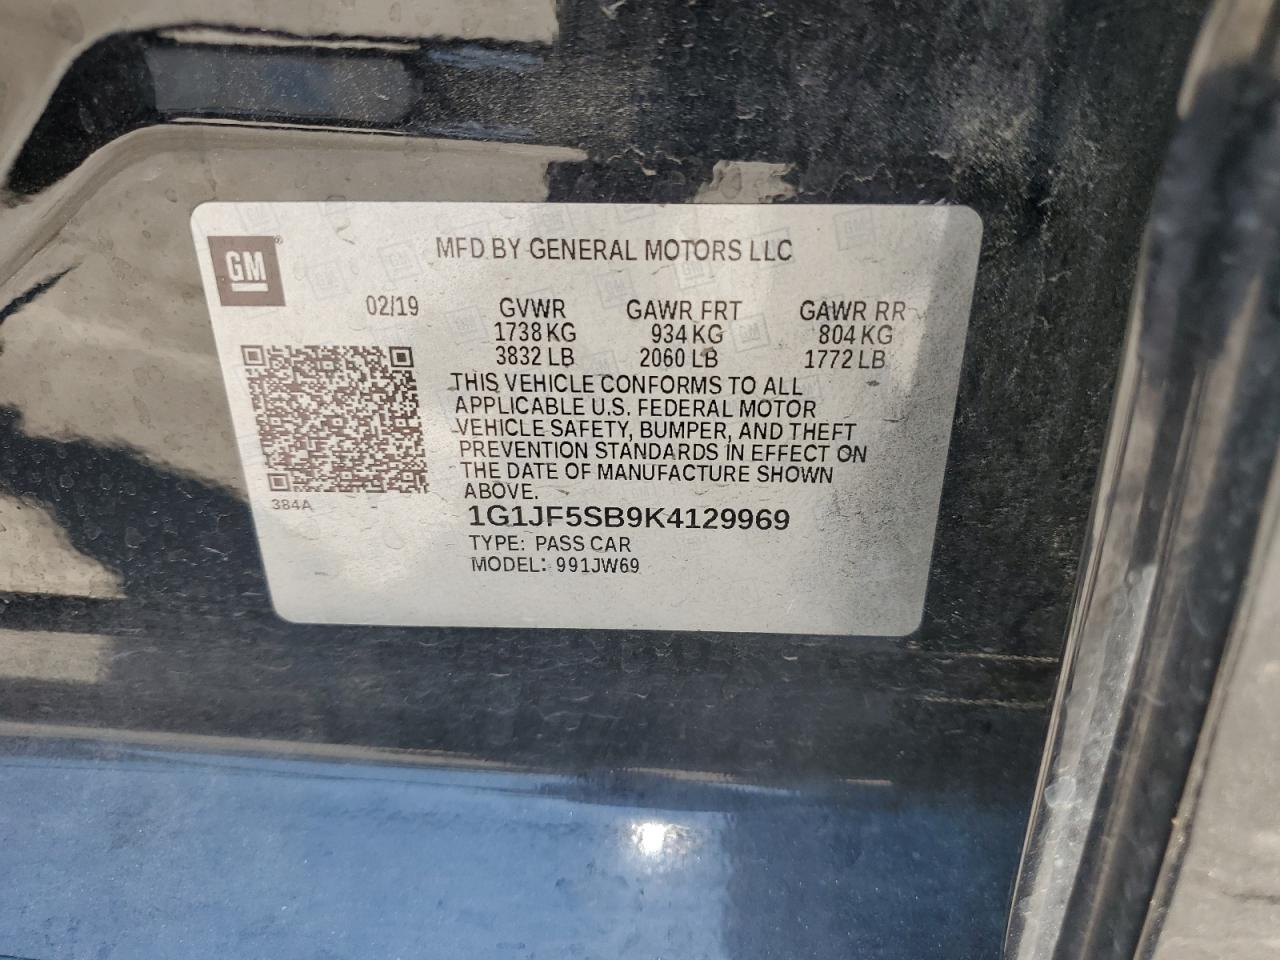 MFD BY GENERAL MOTORS LLC
GM
02/19 GVWR GAWR FRT GAWR RR
1738 KG 934 KG 804 KG
3832 LB 2060 LB 1772 LB
THIS VEHICLE CONFORMS TO ALL
APPLICABLE U.S. FEDERAL MOTOR
VEHICLE SAFETY, BUMPER, AND THEFT
PREVENTION STANDARDS IN EFFECT ON
THE DATE OF MANUFACTURE SHOWN
ABOVE.
384A
1G1JF5SB9K4129969
TYPE: PASS CAR
MODEL: 991JW69